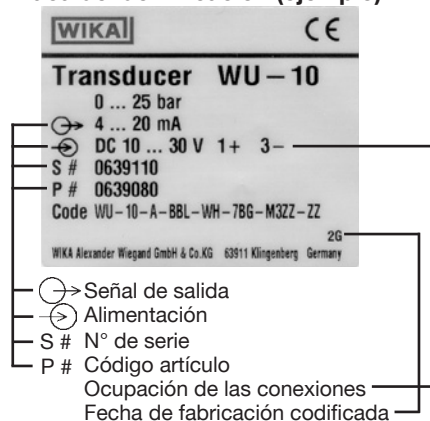 WIKA CE
Transducer WU – 10
0 ... 25 bar
4 ... 20 mA
DC 10 ... 30 V 1+ 3–
S # 0639110
P # 0639080
Code WU-10-A-BBL-WH-7BG-M3ZZ-ZZ
2G
WIKA Alexander Wiegand GmbH & Co.KG 63911 Klingenberg Germany
Señal de salida
Alimentación
S # N° de serie
P # Código artículo
Ocupación de las conexiones
Fecha de fabricación codificada